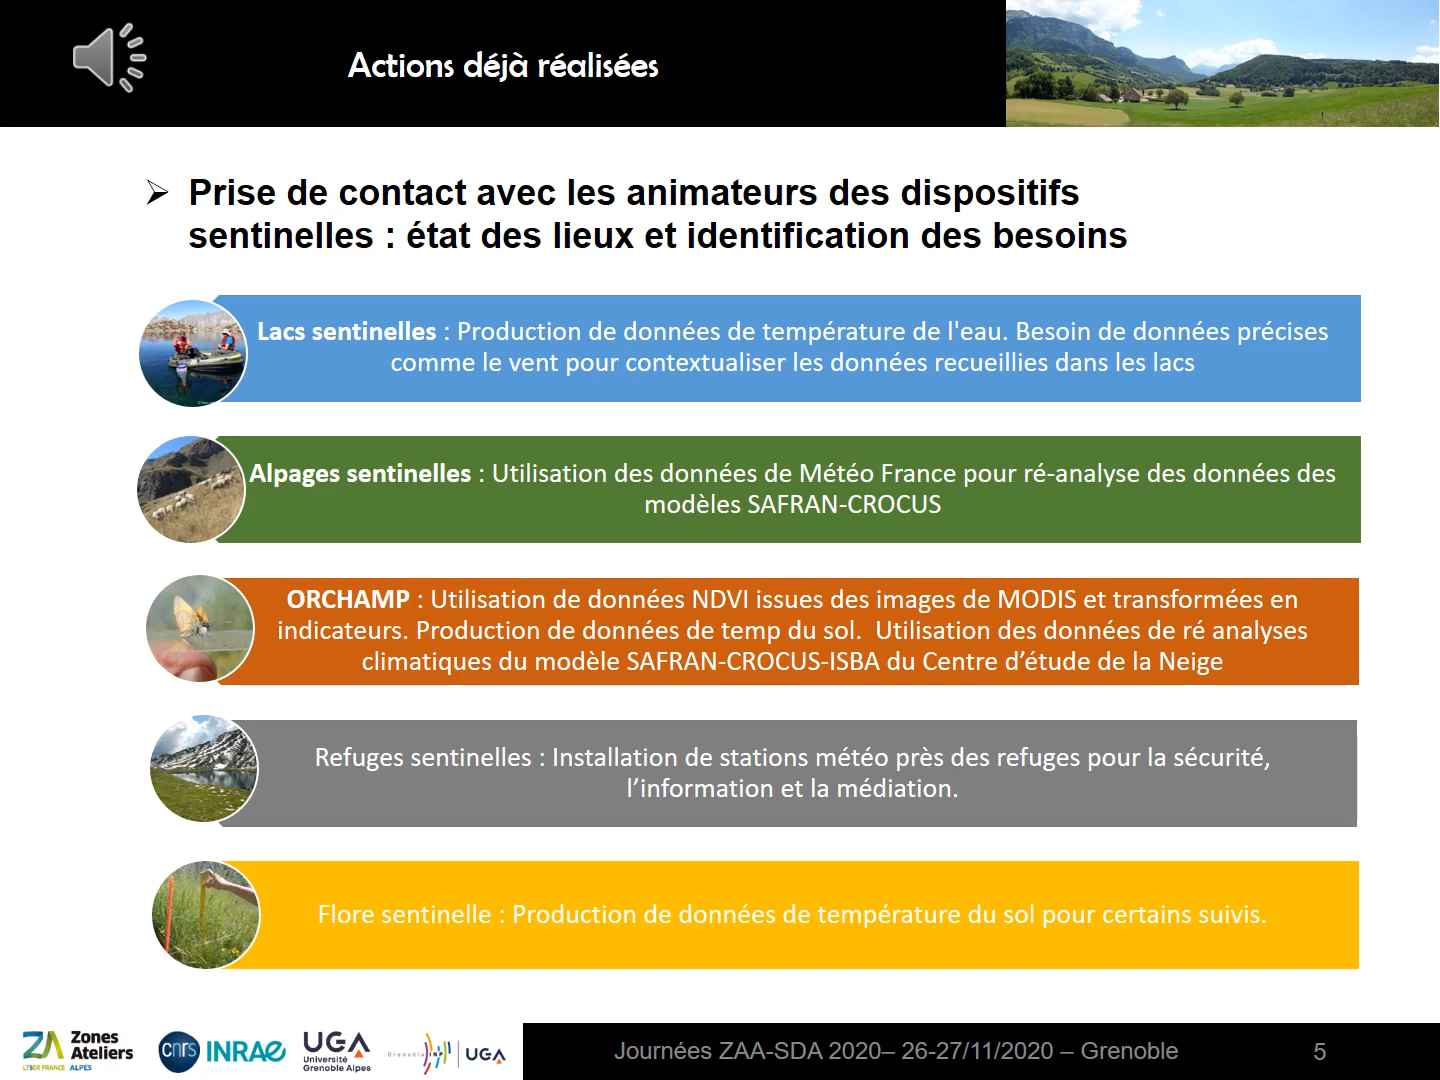 Actions déjà réalisées
➢ Prise de contact avec les animateurs des dispositifs
sentinelles : état des lieux et identification des besoins
Lacs sentinelles : Production de données de température de l'eau. Besoin de données précises
comme le vent pour contextualiser les données recueillies dans les lacs
Alpages sentinelles : Utilisation des données de Météo France pour ré-analyse des données des
modèles SAFRAN-CROCUS
ORCHAMP : Utilisation de données NDVI issues des images de MODIS et transformées en
indicateurs. Production de données de temp du sol.  Utilisation des données de ré analyses
climatiques du modèle SAFRAN-CROCUS-ISBA du Centre d’étude de la Neige
Refuges sentinelles : Installation de stations météo près des refuges pour la sécurité,
l’information et la médiation.
Flore sentinelle : Production de données de température du sol pour certains suivis.
ZA Zones
Ateliers
LTSER FRANCE ALPES
cnrs
INRAE
UGA
Université
Grenoble Alpes
Grenoble INP
UGA
Journées ZAA-SDA 2020– 26-27/11/2020 – Grenoble
5